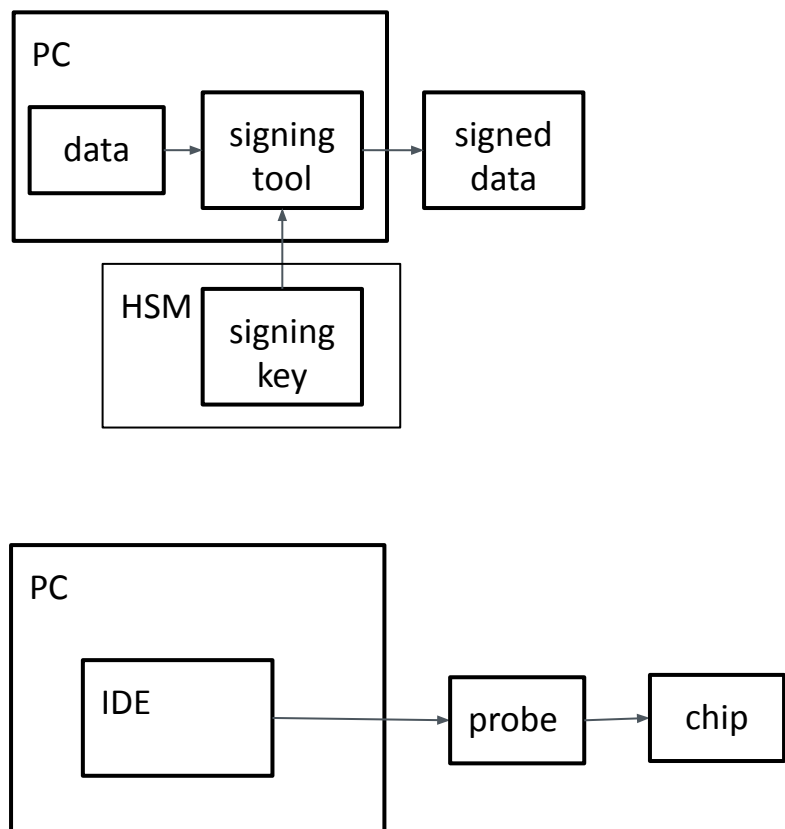 PC
data
signing
tool
signed
data
HSM
signing
key
PC
IDE
probe
chip